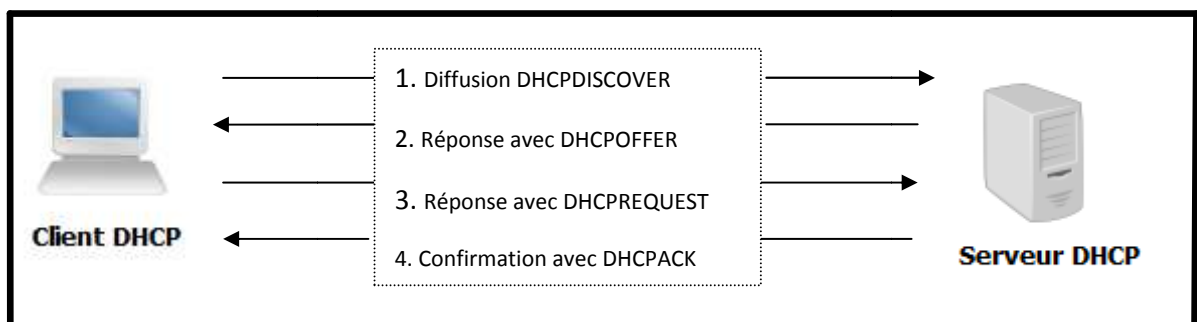 1. Diffusion DHCPDISCOVER
2. Réponse avec DHCPOFFER
3. Réponse avec DHCPREQUEST
4. Confirmation avec DHCPACK
Client DHCP
Serveur DHCP